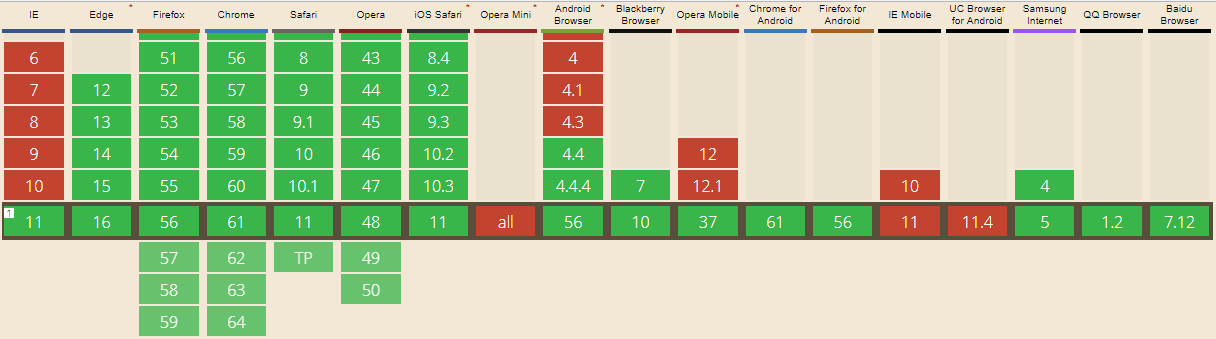 IE Edge * Firefox Chrome Safari Opera iOS Safari * Opera Mini * Android Browser * Blackberry Browser Opera Mobile * Chrome for Android Firefox for Android IE Mobile UC Browser for Android Samsung Internet QQ Browser Baidu Browser
6 51 56 8 43 8.4 4
7 12 52 57 9 44 9.2 4.1
8 13 53 58 9.1 45 9.3 4.3
9 14 54 59 10 46 10.2 4.4 12
10 15 55 60 10.1 47 10.3 4.4.4 7 12.1 10 4
1 11 16 56 61 11 48 11 all 56 10 37 61 56 11 11.4 5 1.2 7.12
57 62 TP 49
58 63 50
59 64